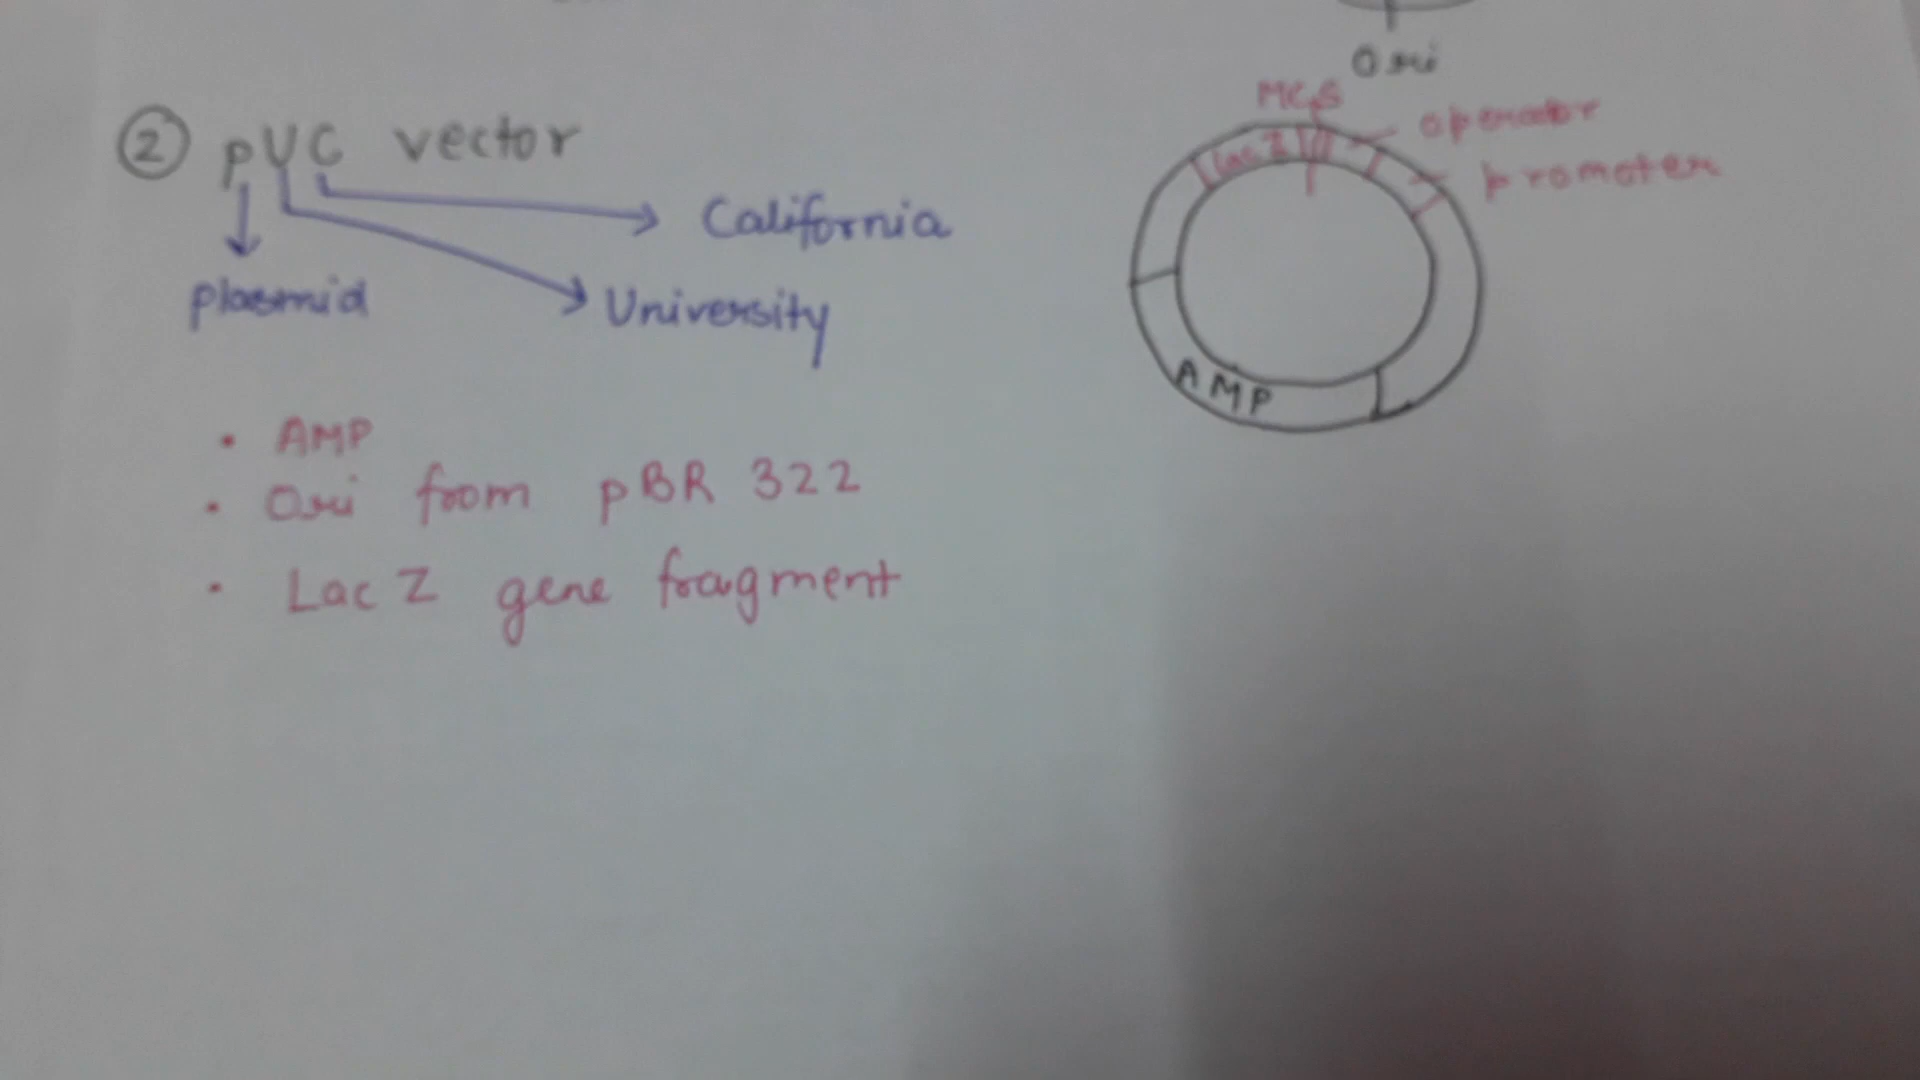 Ori
② pUC vector
California
plasmid
University
• AMP
• Ori from pBR 322
• Lac Z gene fragment
MCS
operator
promoter
Lac Z
AMP